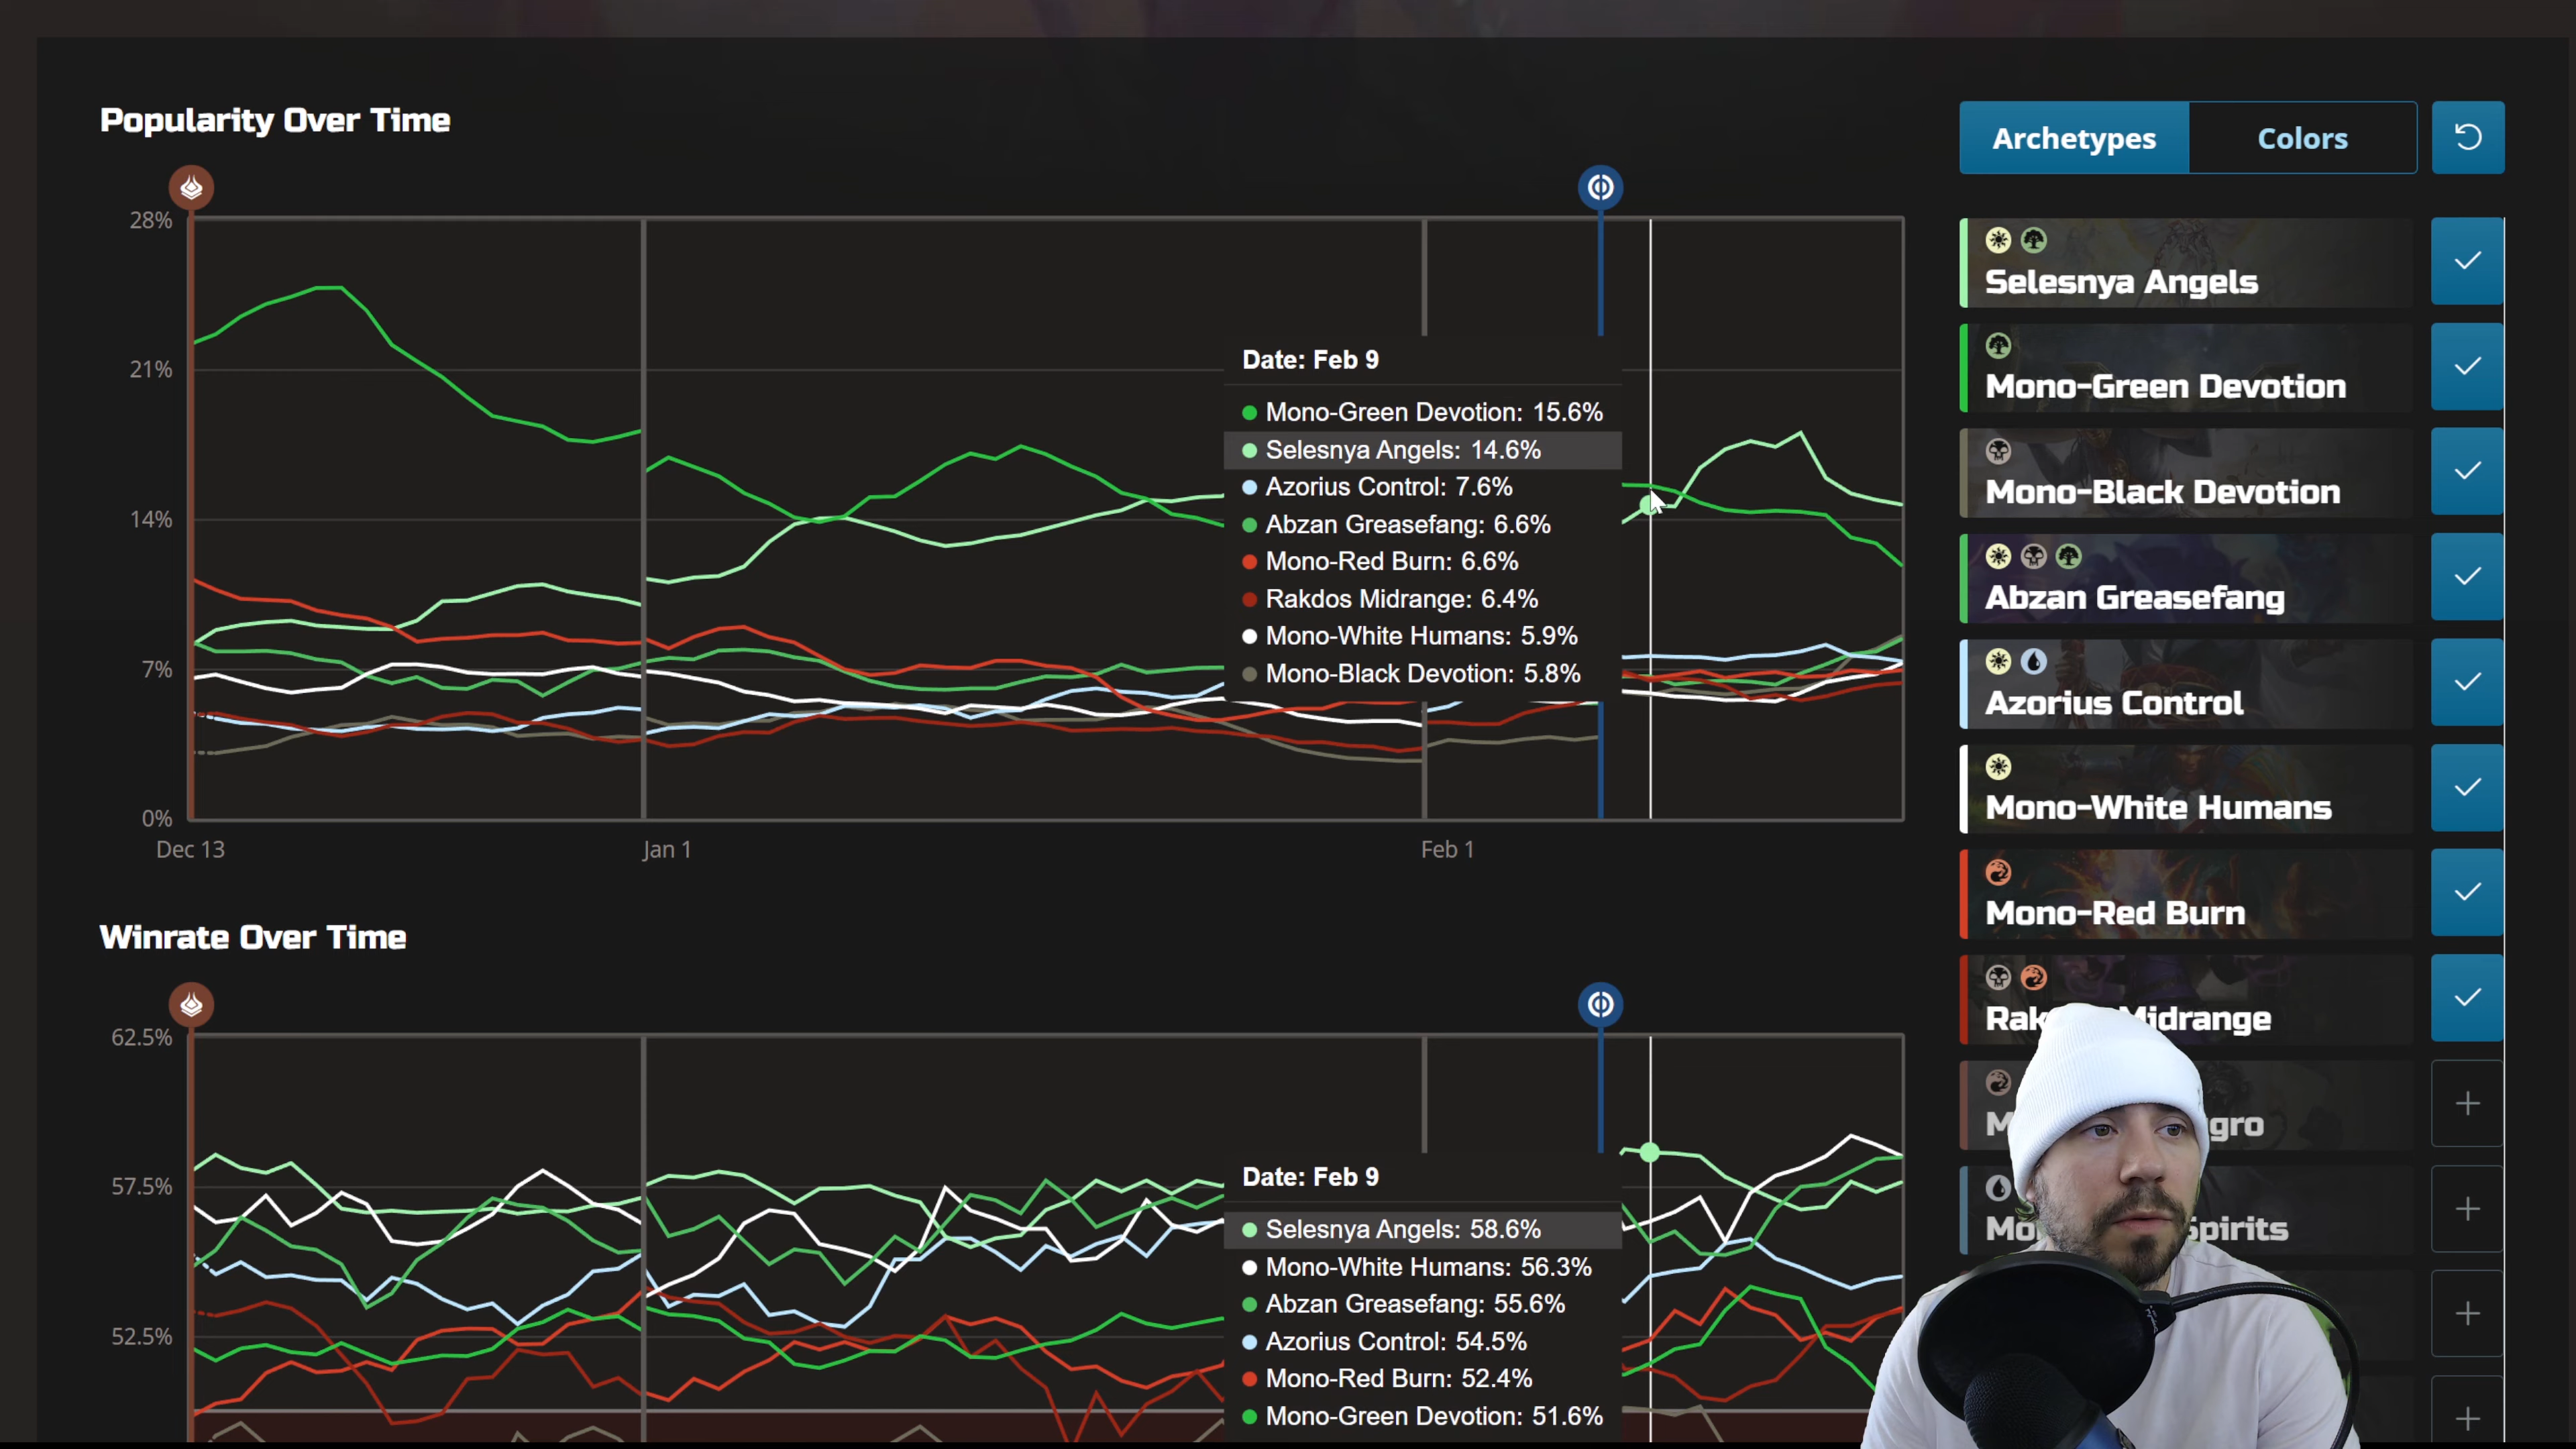 Popularity Over Time
Archetypes
Colors
28%
21%
14%
7%
0%
Dec 13
Jan 1
Feb 1
Date: Feb 9
Mono-Green Devotion: 15.6%
Selesnya Angels: 14.6%
Azorius Control: 7.6%
Abzan Greasefang: 6.6%
Mono-Red Burn: 6.6%
Rakdos Midrange: 6.4%
Mono-White Humans: 5.9%
Mono-Black Devotion: 5.8%
Selesnya Angels
Mono-Green Devotion
Mono-Black Devotion
Abzan Greasefang
Azorius Control
Mono-White Humans
Mono-Red Burn
Midrange
Spirits
Winrate Over Time
62.5%
57.5%
52.5%
Date: Feb 9
Selesnya Angels: 58.6%
Mono-White Humans: 56.3%
Abzan Greasefang: 55.6%
Azorius Control: 54.5%
Mono-Red Burn: 52.4%
Mono-Green Devotion: 51.6%